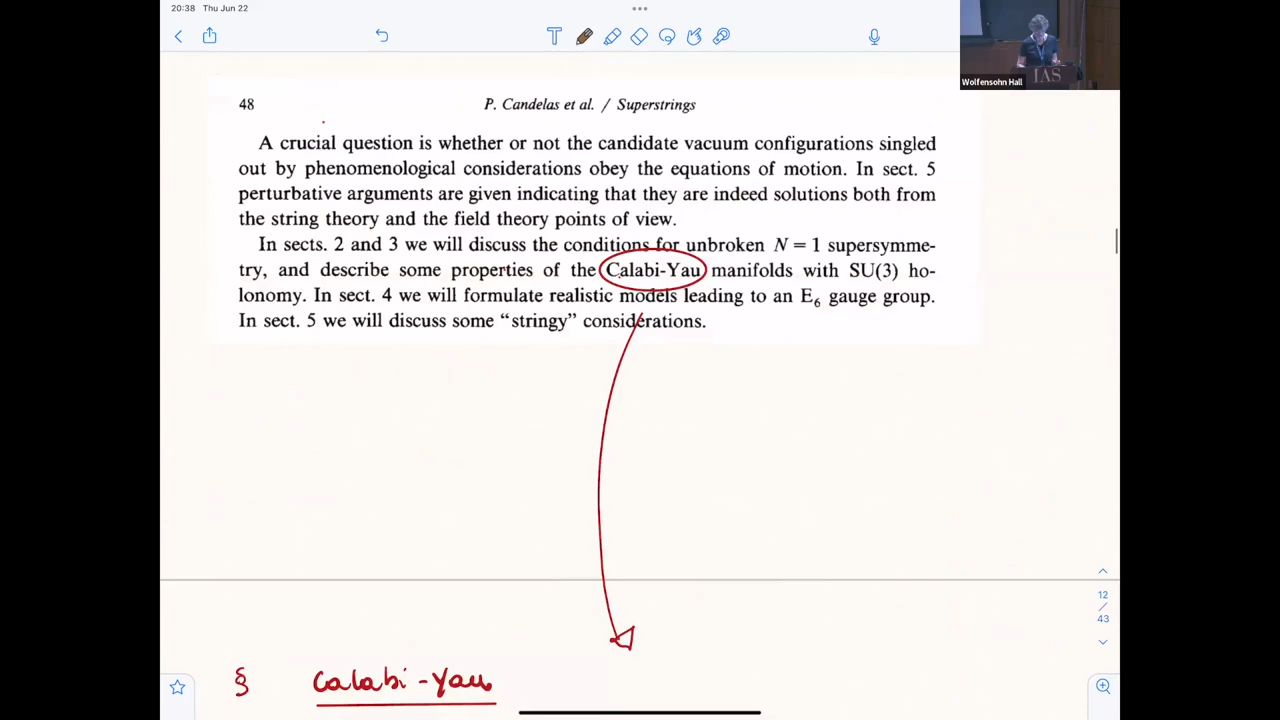 20:38 Thu Jun 22
Wolfensohn Hall
IAS
48
P. Candelas et al. / Superstrings
A crucial question is whether or not the candidate vacuum configurations singled
out by phenomenological considerations obey the equations of motion. In sect. 5
perturbative arguments are given indicating that they are indeed solutions both from
the string theory and the field theory points of view.
In sects. 2 and 3 we will discuss the conditions for unbroken N = 1 supersymme-
try, and describe some properties of the Calabi-Yau manifolds with SU(3) ho-
lonomy. In sect. 4 we will formulate realistic models leading to an E₆ gauge group.
In sect. 5 we will discuss some “stringy” considerations.
12
/
43
§ Calabi-Yau